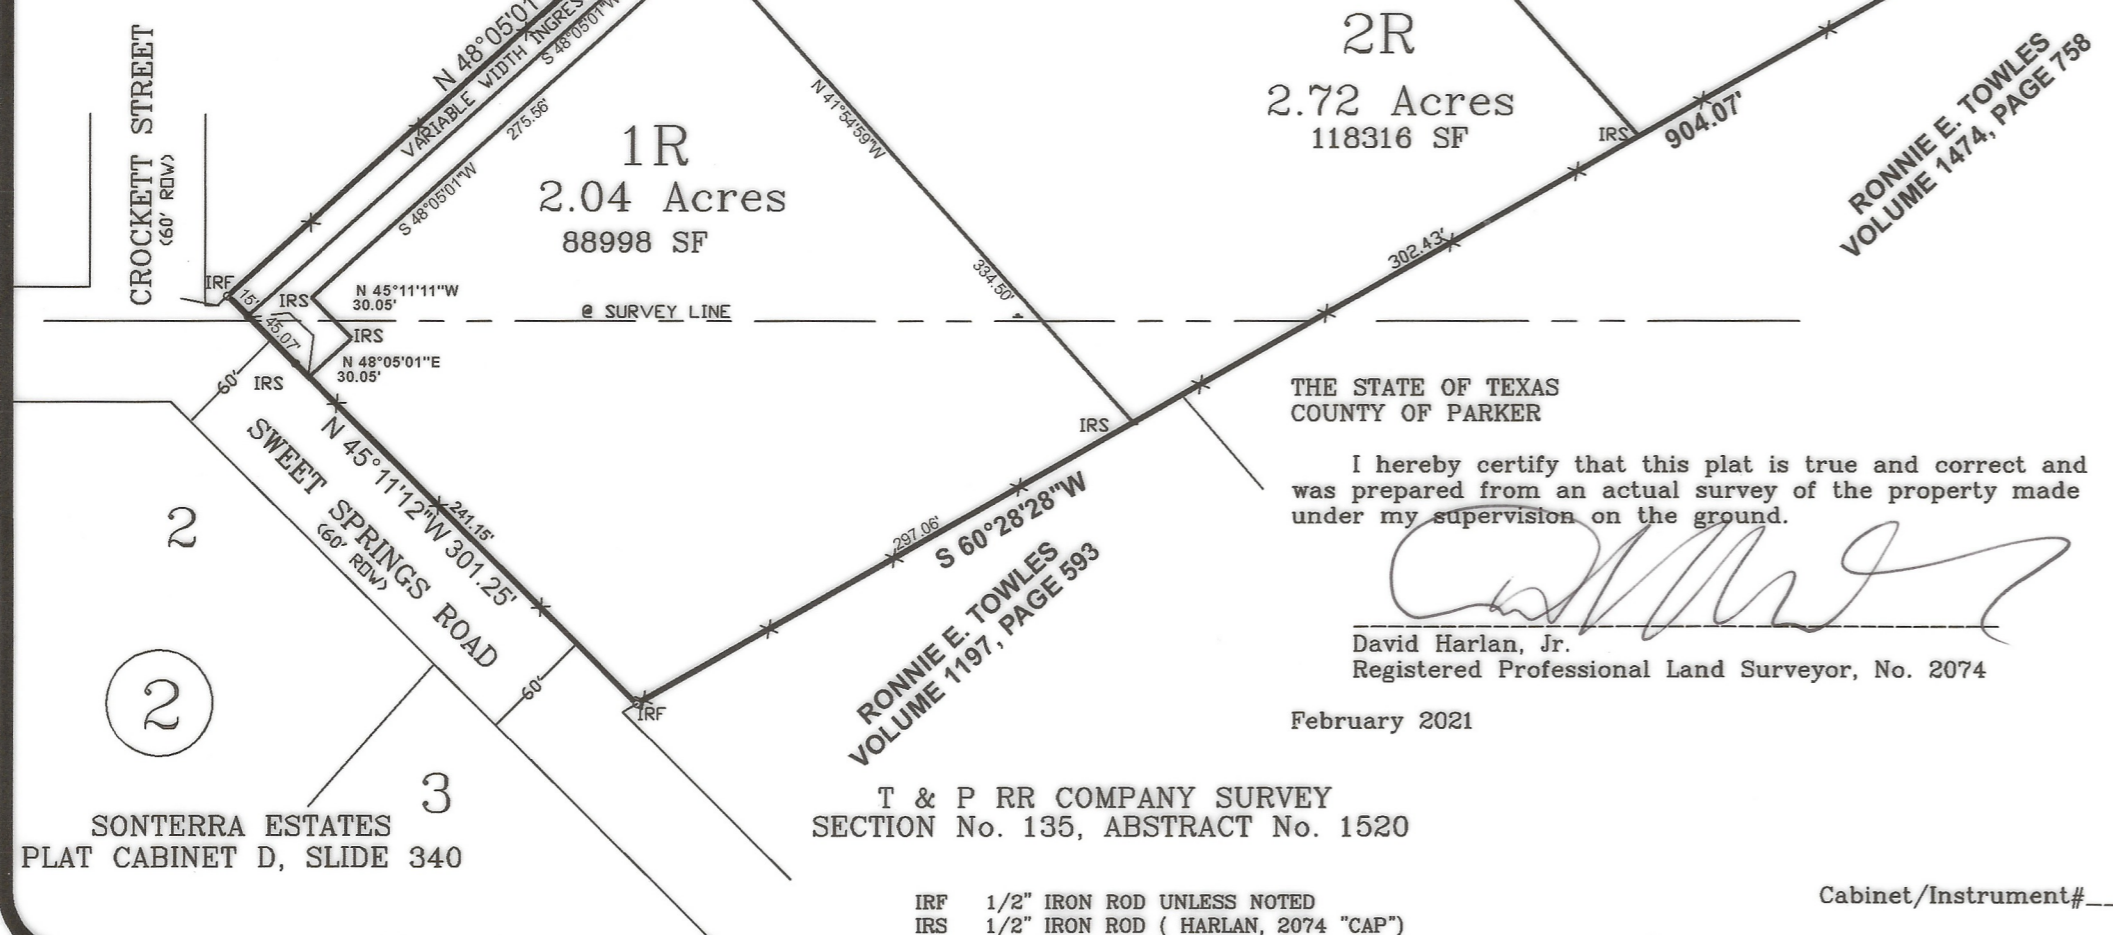 CROCKETT STREET
(60' ROW)
N 48°05'01
VARIABLE WIDTH INGRES
S 48°05'01"W
275.56'
S 48°05'01"W
1R
2.04 Acres
88998 SF
N 41°54'59"W
334.50'
2R
2.72 Acres
118316 SF
IRS
904.07'
302.43'
RONNIE E. TOWLES
VOLUME 1474, PAGE 758
IRF
15'
IRS
N 45°11'11"W
30.05'
45.07'
IRS
N 48°05'01"E
30.05'
@ SURVEY LINE
60'
IRS
SWEET SPRINGS ROAD
(60' ROW)
N 45°11'12"W 301.25'
241.15'
60'
IRF
IRS
297.06'
S 60°28'28"W
RONNIE E. TOWLES
VOLUME 1197, PAGE 593
2
2
3
SONTERRA ESTATES
PLAT CABINET D, SLIDE 340
THE STATE OF TEXAS
COUNTY OF PARKER
I hereby certify that this plat is true and correct and
was prepared from an actual survey of the property made
under my supervision on the ground.
David Harlan, Jr.
Registered Professional Land Surveyor, No. 2074
February 2021
T & P RR COMPANY SURVEY
SECTION No. 135, ABSTRACT No. 1520
IRF 1/2" IRON ROD UNLESS NOTED
IRS 1/2" IRON ROD ( HARLAN, 2074 "CAP")
Cabinet/Instrument#__